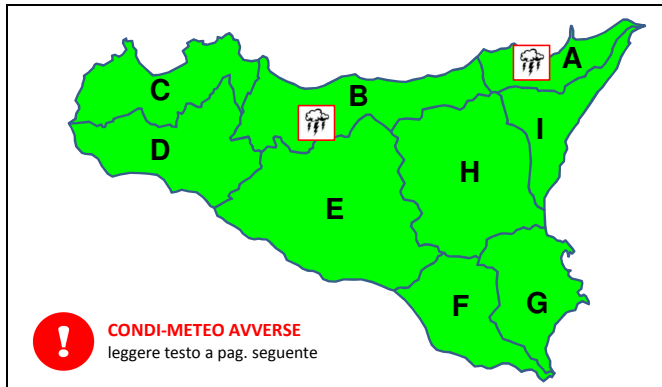 A
C
B
I
D
H
E
F
G
!
CONDI-METEO AVVERSE
leggere testo a pag. seguente